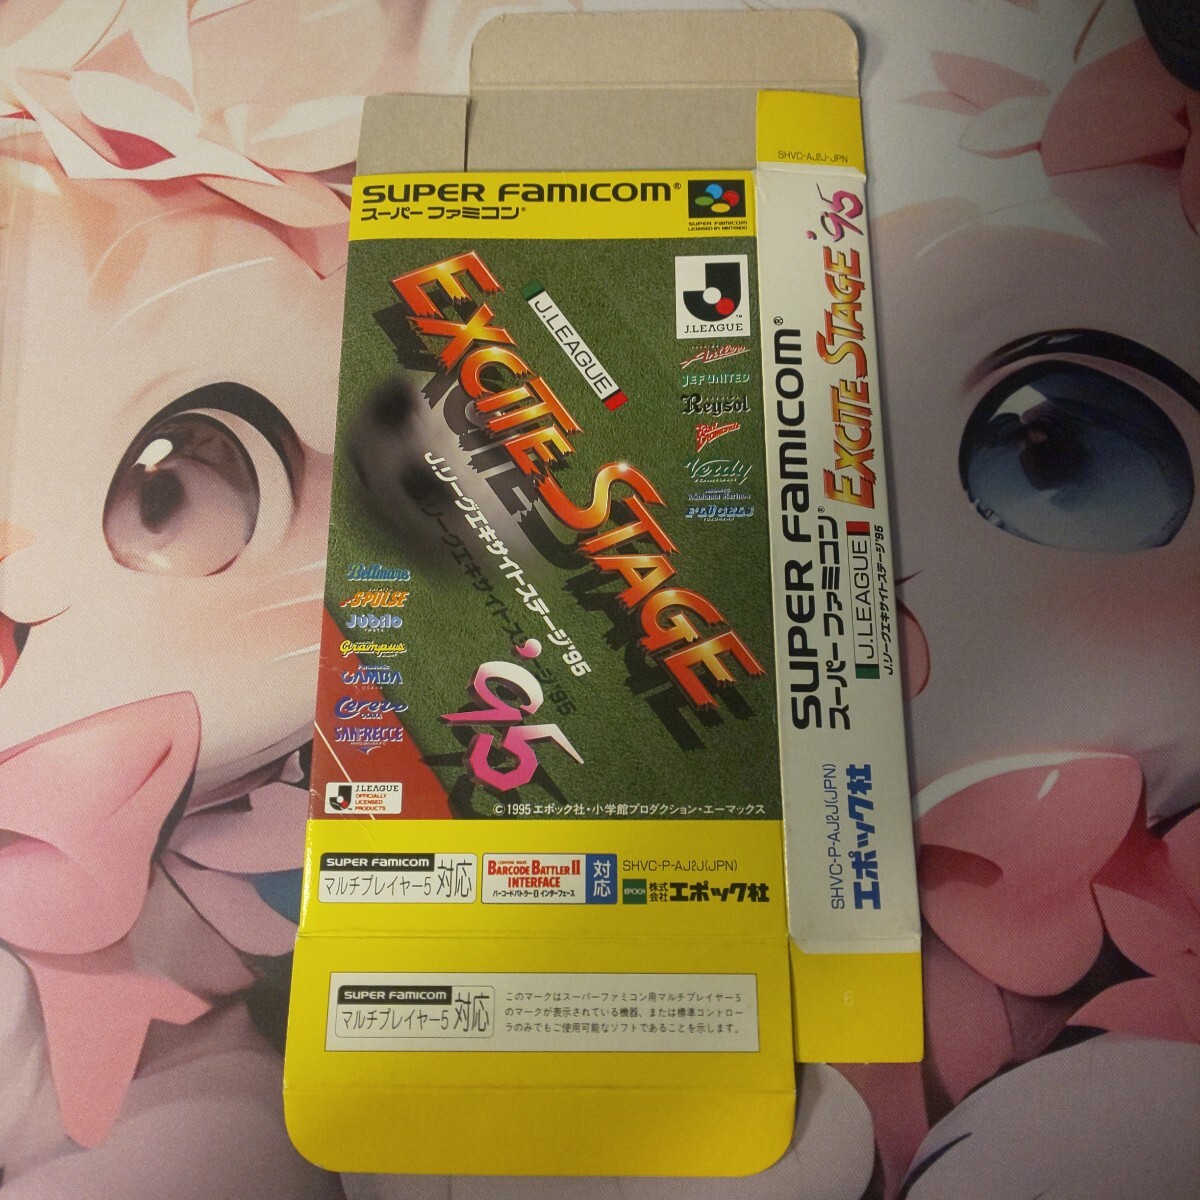 SHVC-AJ2J-JPN
SUPER FAMICOM®
スーパーファミコン®
SUPER FAMICOM
LICENSED BY NINTENDO
J.LEAGUE
EXCITE STAGE
'95
Jリーグエキサイトステージ'95
J.LEAGUE™
Antlers
JEF UNITED
Reysol
Red Diamonds
Verdy
Yokohama Marinos
FLÜGELS
Bellmare
S-PULSE
Júbilo
Grampus
Panasonic
GAMBA
Cerezo
OSAKA
SANFRECCE
J.LEAGUE
OFFICIALLY
LICENSED
PRODUCTS
©1995 エポック社・小学館プロダクション・エーマックス
SUPER FAMICOM
マルチプレイヤー5 対応
BARCODE BATTLER II
INTERFACE
バーコードバトラーIIインターフェース
対応
SHVC-P-AJ2J(JPN)
EPOCH 株式会社エポック社
SUPER FAMICOM
マルチプレイヤー5 対応
このマークはスーパーファミコン用マルチプレイヤー5
のマークが表示されている機器、または標準コントロー
ラのみでもご使用可能なソフトであることを示します。
SUPER FAMICOM®
スーパーファミコン®
J.LEAGUE
EXCITE STAGE '95
J.リーグエキサイトステージ'95
SHVC-P-AJ2J(JPN)
エポック社
6